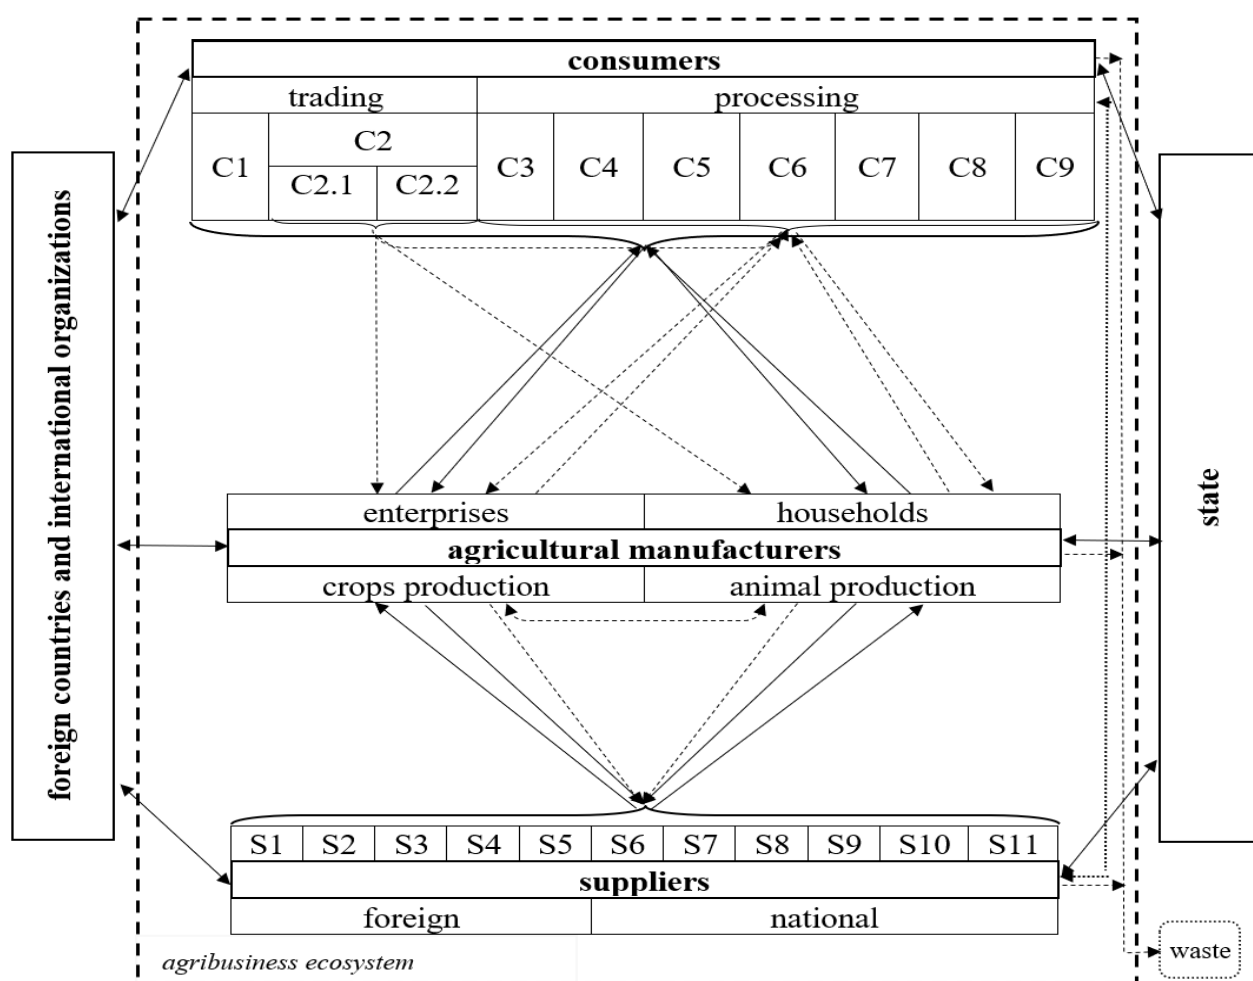 consumers
trading processing
C1 C2 C3 C4 C5 C6 C7 C8 C9
C2.1 C2.2
foreign countries and international organizations
state
enterprises households
agricultural manufacturers
crops production animal production
S1 S2 S3 S4 S5 S6 S7 S8 S9 S10 S11
suppliers
foreign national
agribusiness ecosystem
waste